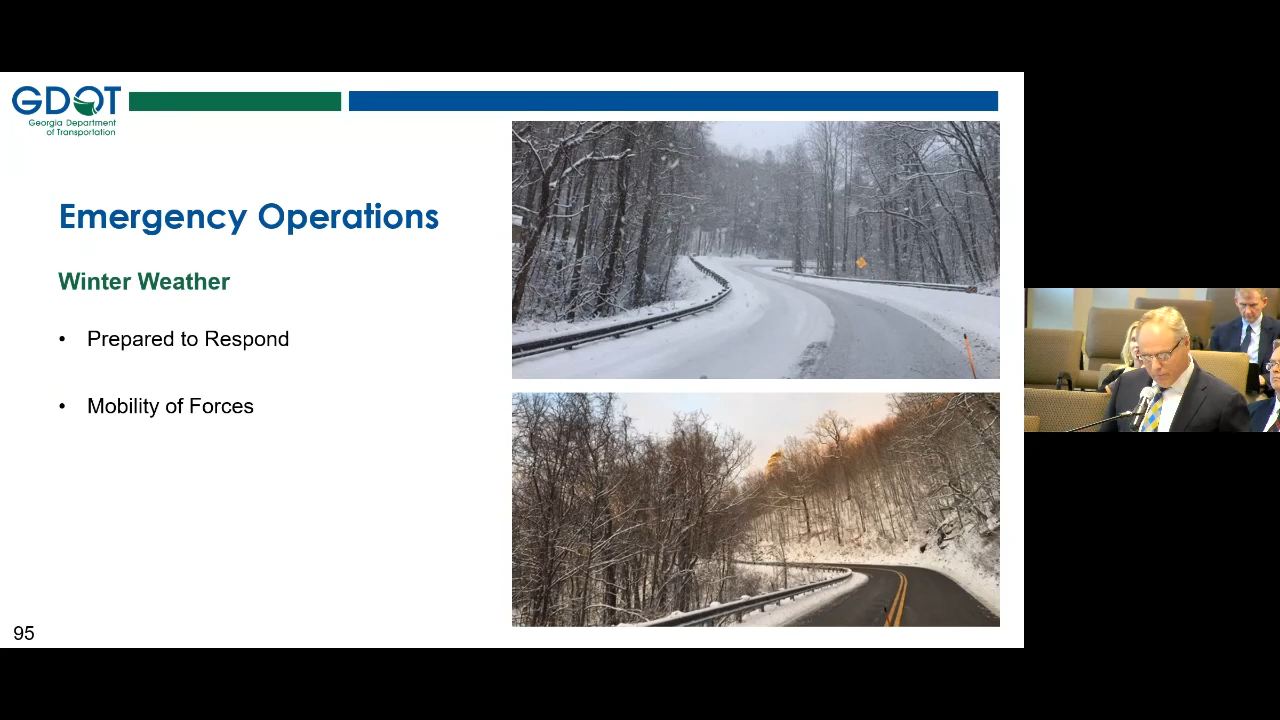 GDOT
Georgia Department
of Transportation
Emergency Operations
Winter Weather
• Prepared to Respond
• Mobility of Forces
95